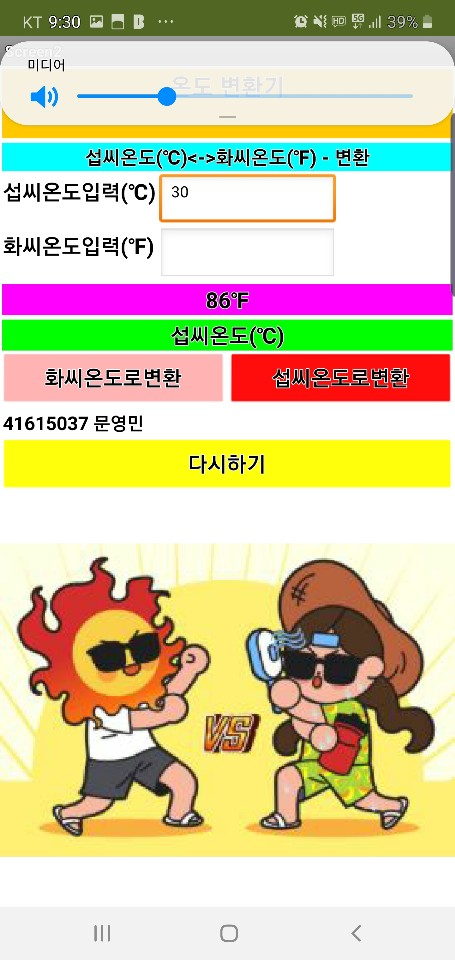 KT 9:30 B ... HD 5G 39%
Screen2
미디어
온도 변환기
섭씨온도(℃)<->화씨온도(℉) - 변환
섭씨온도입력(℃) 30
화씨온도입력(℉)
86℉
섭씨온도(℃)
화씨온도로변환 섭씨온도로변환
41615037 문영민
다시하기
VS